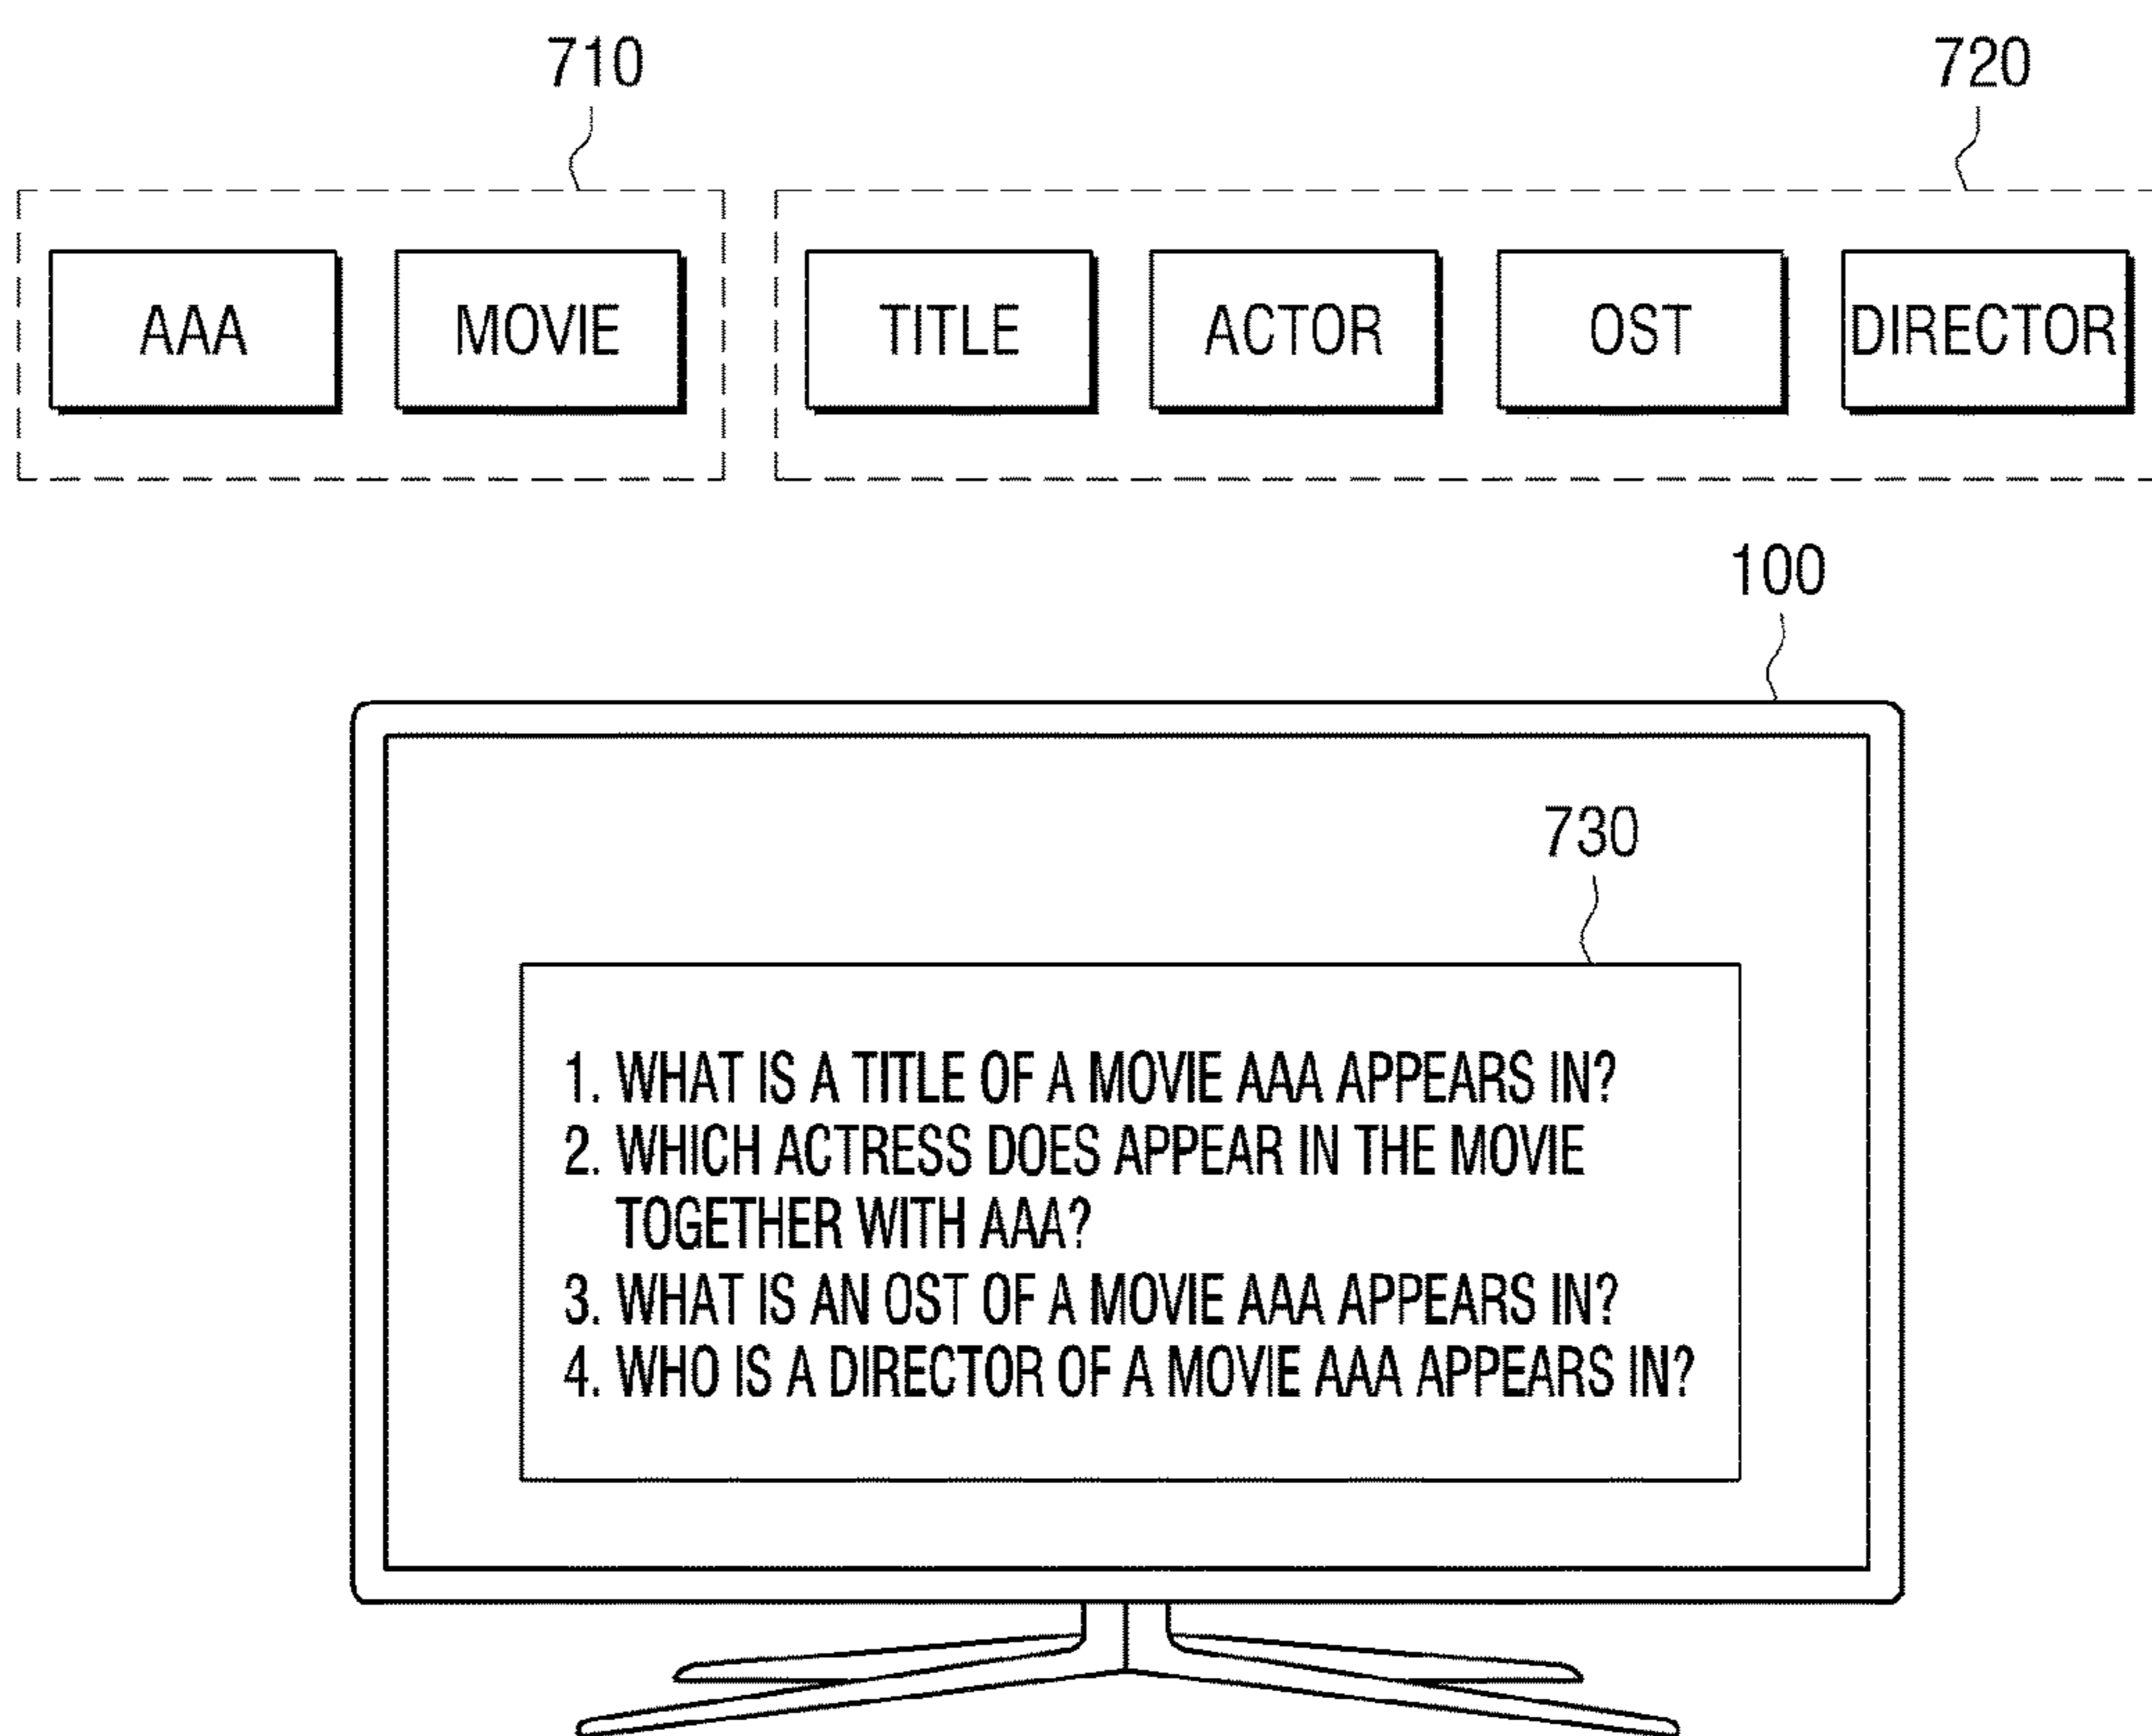 710
720
AAA
MOVIE
TITLE
ACTOR
OST
DIRECTOR
100
730
1. WHAT IS A TITLE OF A MOVIE AAA APPEARS IN?
2. WHICH ACTRESS DOES APPEAR IN THE MOVIE
TOGETHER WITH AAA?
3. WHAT IS AN OST OF A MOVIE AAA APPEARS IN?
4. WHO IS A DIRECTOR OF A MOVIE AAA APPEARS IN?